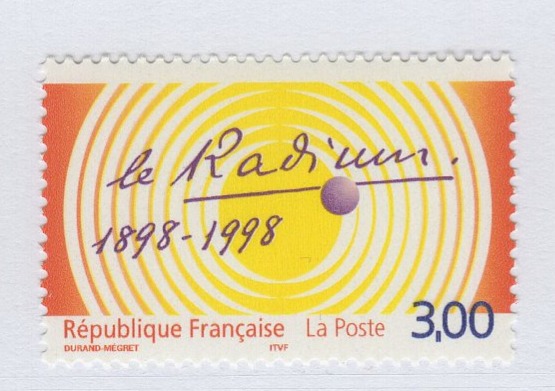 le Radium.
1898-1998
République Française La Poste 3,00
DURAND-MÉGRET ITVF